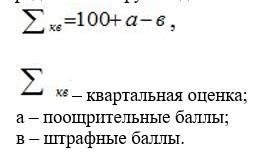 ∑кв=100+а−в,
∑ кв – квартальная оценка;
а – поощрительные баллы;
в – штрафные баллы.